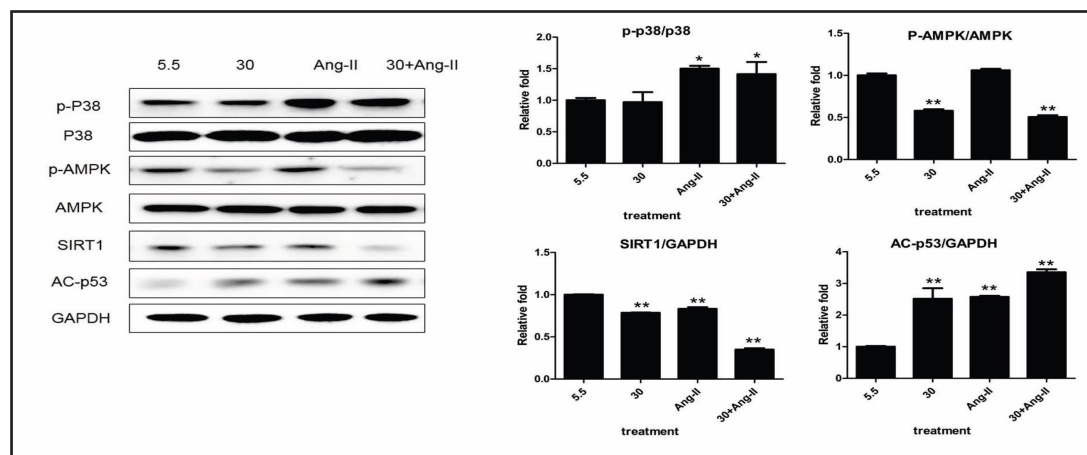 5.5 30 Ang-II 30+Ang-II
p-P38
P38
p-AMPK
AMPK
SIRT1
AC-p53
GAPDH
p-p38/p38
Relative fold
2.0
1.5
1.0
0.5
0.0
* *
5.5 30 Ang-II 30+Ang-II
treatment
P-AMPK/AMPK
Relative fold
1.5
1.0
0.5
0.0
** **
5.5 30 Ang-II 30+Ang-II
treatment
SIRT1/GAPDH
Relative fold
1.5
1.0
0.5
0.0
** ** **
5.5 30 Ang-II 30+Ang-II
treatment
AC-p53/GAPDH
Relative fold
4
3
2
1
0
** ** **
5.5 30 Ang-II 30+Ang-II
treatment